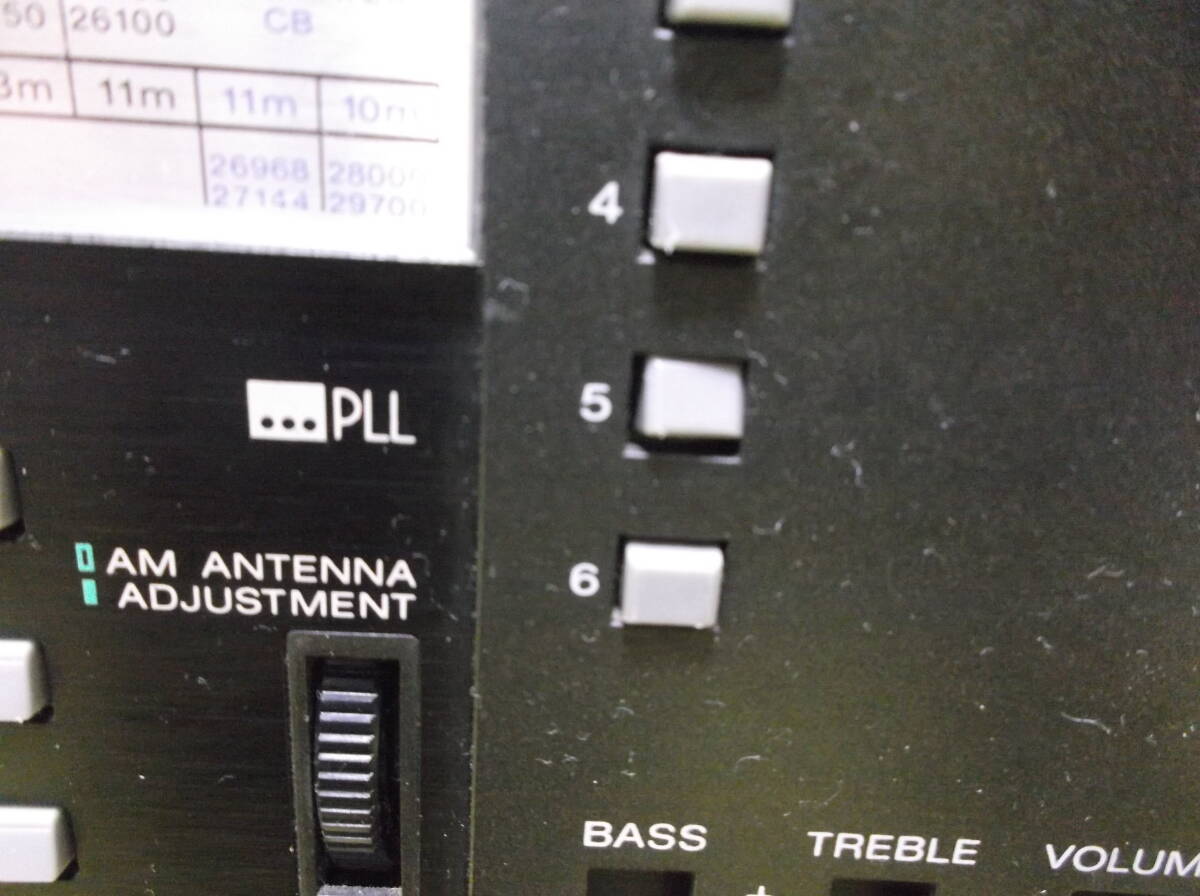 50 26100 CB
3m 11m 11m 10m
26968 28000
27144 29700
4
5
PLL
AM ANTENNA
ADJUSTMENT
6
BASS TREBLE VOLUM
+